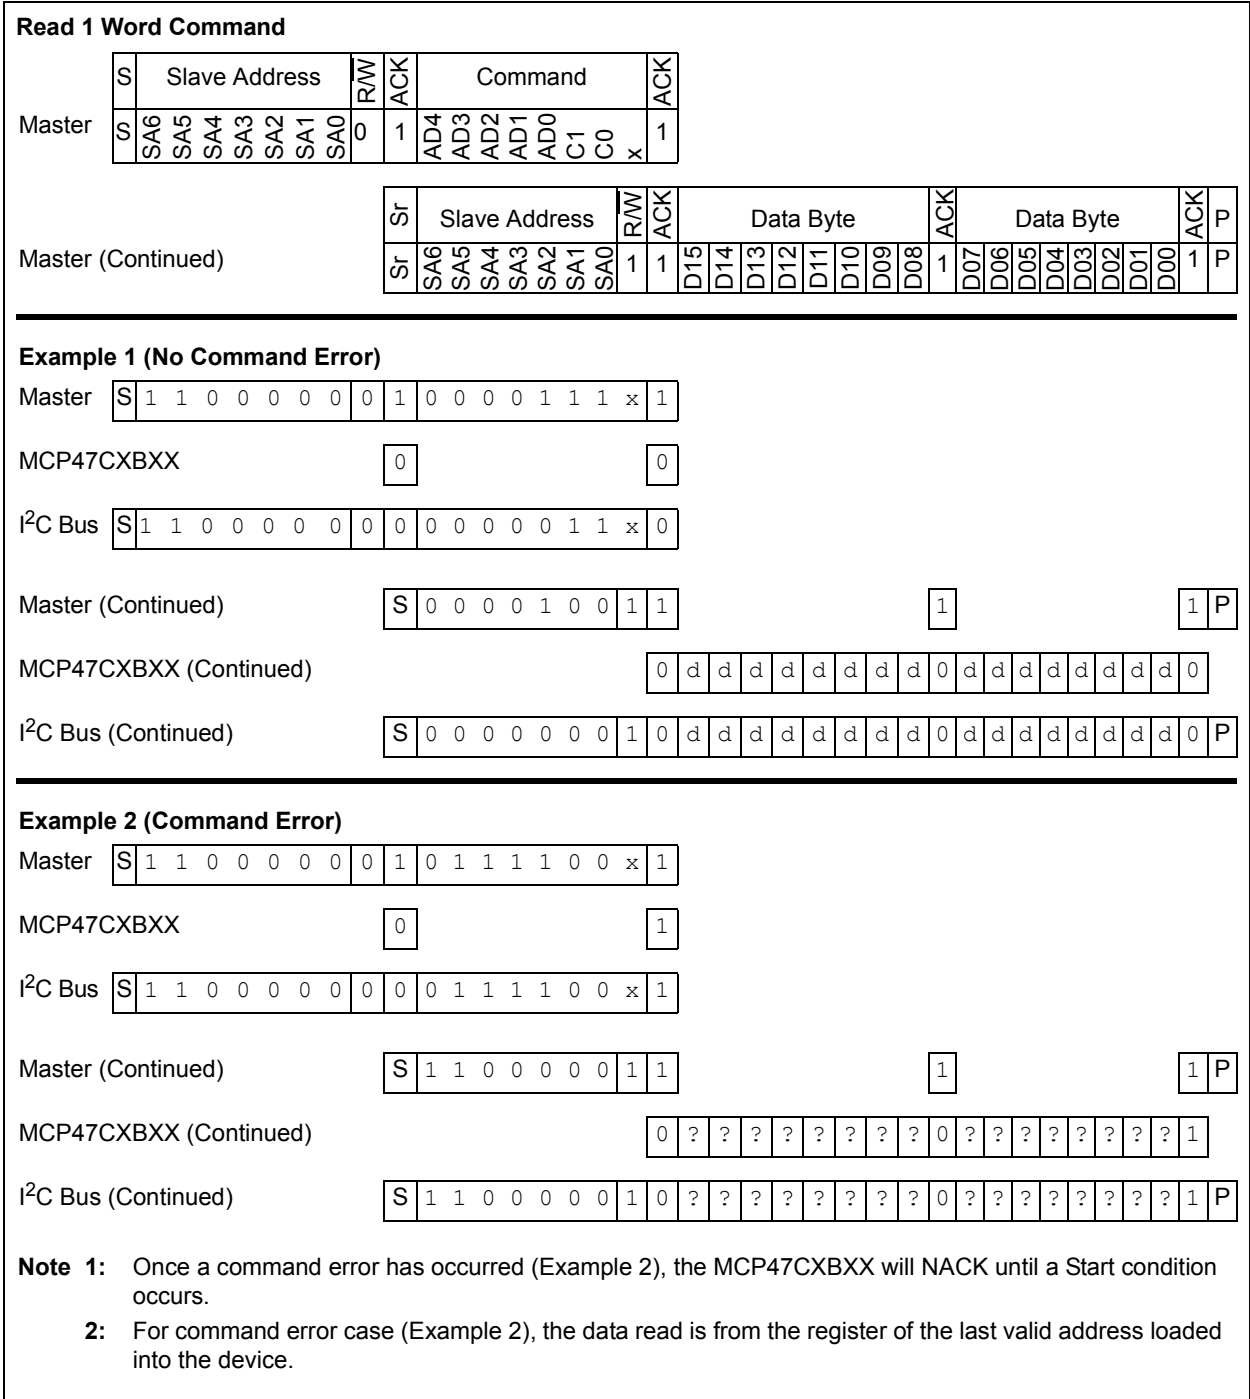 Read 1 Word Command
S Slave Address R/W ACK Command ACK
Master S SA6 SA5 SA4 SA3 SA2 SA1 SA0 0 1 AD4 AD3 AD2 AD1 AD0 C1 C0 x 1
Sr Slave Address R/W ACK Data Byte ACK Data Byte ACK P
Master (Continued) Sr SA6 SA5 SA4 SA3 SA2 SA1 SA0 1 1 D15 D14 D13 D12 D11 D10 D09 D08 1 D07 D06 D05 D04 D03 D02 D01 D00 1 P
Example 1 (No Command Error)
Master S 1 1 0 0 0 0 0 0 1 0 0 0 0 1 1 1 x 1
MCP47CXBXX 0 0
I2C Bus S 1 1 0 0 0 0 0 0 0 0 0 0 0 0 1 1 x 0
Master (Continued) S 0 0 0 0 1 0 0 1 1 1 1 P
MCP47CXBXX (Continued) 0 d d d d d d d d 0 d d d d d d d d 0
I2C Bus (Continued) S 0 0 0 0 0 0 0 1 0 d d d d d d d d 0 d d d d d d d d 0 P
Example 2 (Command Error)
Master S 1 1 0 0 0 0 0 0 1 0 1 1 1 1 0 0 x 1
MCP47CXBXX 0 1
I2C Bus S 1 1 0 0 0 0 0 0 0 0 1 1 1 1 0 0 x 1
Master (Continued) S 1 1 0 0 0 0 0 1 1 1 1 P
MCP47CXBXX (Continued) 0 ? ? ? ? ? ? ? ? 0 ? ? ? ? ? ? ? ? 1
I2C Bus (Continued) S 1 1 0 0 0 0 0 1 0 ? ? ? ? ? ? ? ? 0 ? ? ? ? ? ? ? ? 1 P
Note 1: Once a command error has occurred (Example 2), the MCP47CXBXX will NACK until a Start condition
occurs.
2: For command error case (Example 2), the data read is from the register of the last valid address loaded
into the device.